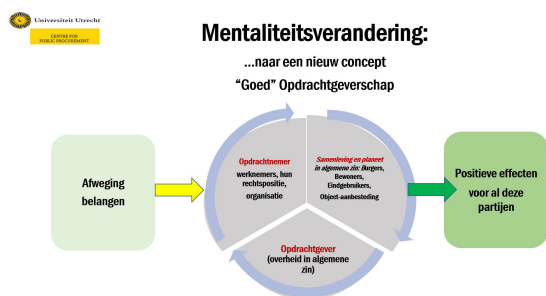 Universiteit Utrecht
CENTRE FOR
PUBLIC PROCUREMENT
Mentaliteitsverandering:
...naar een nieuw concept
“Goed” Opdrachtgeverschap
Afweging
belangen
Opdrachtnemer
werknemers, hun
rechtspositie,
organisatie
Samenleving en planeet
in algemene zin: Burgers,
Bewoners,
Eindgebruikers,
Object-aanbesteding
Opdrachtgever
(overheid in algemene
zin)
Positieve effecten
voor al deze
partijen